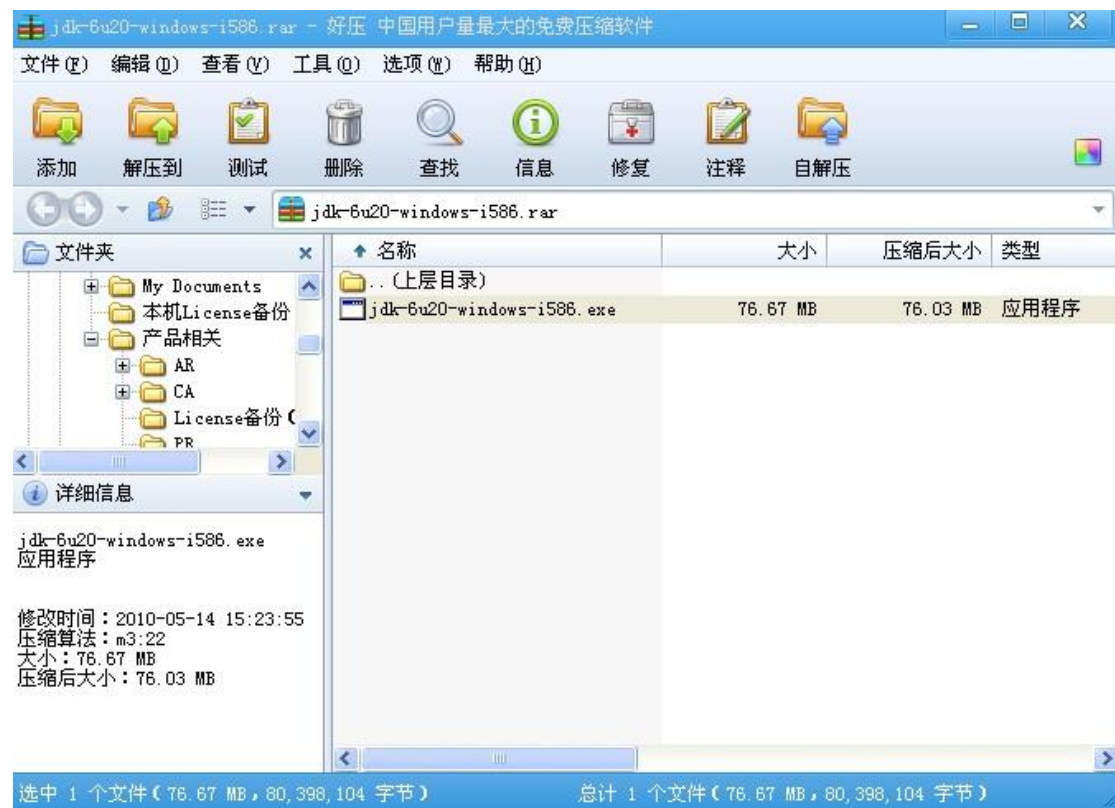 jdk-6u20-windows-i586.rar - 好压 中国用户量最大的免费压缩软件
文件(F) 编辑(D) 查看(V) 工具(O) 选项(W) 帮助(H)
添加 解压到 测试 删除 查找 信息 修复 注释 自解压
jdk-6u20-windows-i586.rar
文件夹
My Documents
本机License备份
产品相关
AR
CA
License备份(
PR
名称 大小 压缩后大小 类型
..(上层目录)
jdk-6u20-windows-i586.exe 76.67 MB 76.03 MB 应用程序
详细信息
jdk-6u20-windows-i586.exe
应用程序
修改时间:2010-05-14 15:23:55
压缩算法:m3:22
大小:76.67 MB
压缩后大小:76.03 MB
选中 1 个文件(76.67 MB,80,398,104 字节) 总计 1 个文件(76.67 MB,80,398,104 字节)